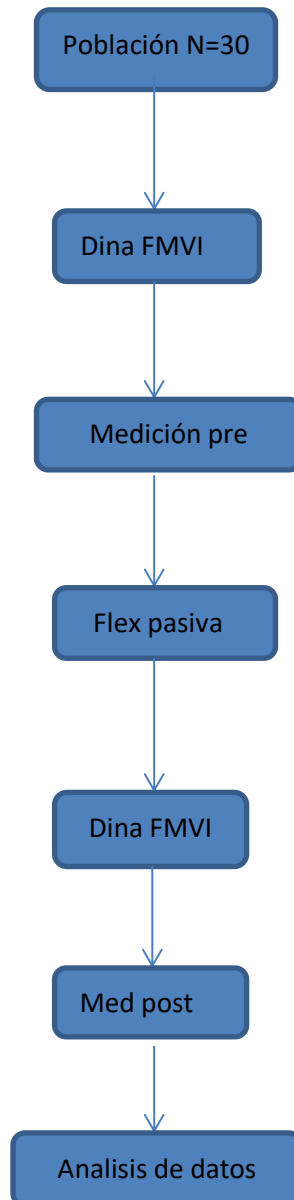 Población N=30
Dina FMVI
Medición pre
Flex pasiva
Dina FMVI
Med post
Analisis de datos